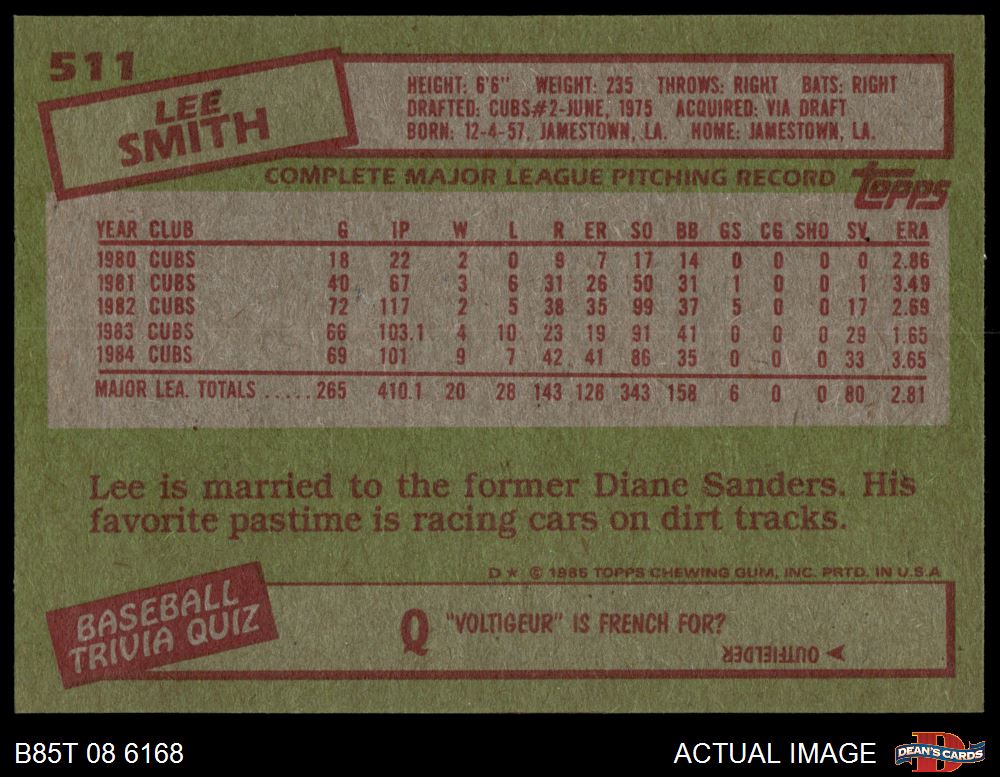 511
LEE
SMITH
HEIGHT: 6'6" WEIGHT: 235 THROWS: RIGHT BATS: RIGHT
DRAFTED: CUBS#2-JUNE, 1975 ACQUIRED: VIA DRAFT
BORN: 12-4-57, JAMESTOWN, LA. HOME: JAMESTOWN, LA.
COMPLETE MAJOR LEAGUE PITCHING RECORD topps
YEAR CLUB G IP W L R ER SO BB GS CG SHO SV. ERA
1980 CUBS 18 22 2 0 9 7 17 14 0 0 0 0 2.86
1981 CUBS 40 67 3 6 31 26 50 31 1 0 0 1 3.49
1982 CUBS 72 117 2 5 38 35 99 37 5 0 0 17 2.69
1983 CUBS 66 103.1 4 10 23 19 91 41 0 0 0 29 1.65
1984 CUBS 69 101 9 7 42 41 86 35 0 0 0 33 3.65
MAJOR LEA. TOTALS ..... 265 410.1 20 28 143 128 343 158 6 0 0 80 2.81
Lee is married to the former Diane Sanders. His
favorite pastime is racing cars on dirt tracks.
D * © 1985 TOPPS CHEWING GUM, INC. PRTD. IN U.S.A
BASEBALL
TRIVIA QUIZ
Q "VOLTIGEUR" IS FRENCH FOR?
➤ OUTFIELDER
B85T 08 6168 ACTUAL IMAGE D DEAN'S CARDS